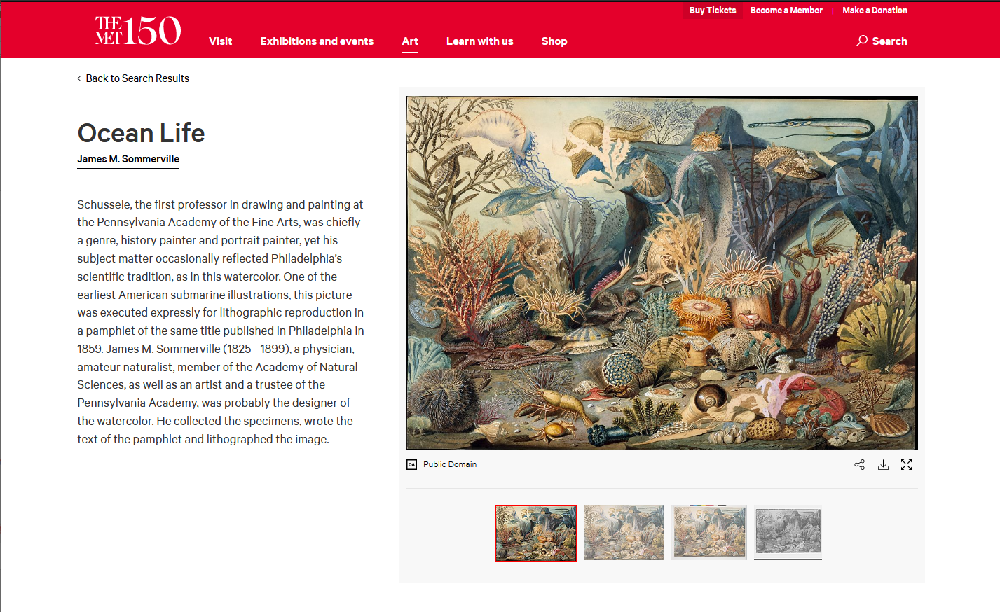 Buy Tickets
Become a Member | Make a Donation
THE
MET 150
Visit
Exhibitions and events
Art
Learn with us
Shop
Search
< Back to Search Results
Ocean Life
James M. Sommerville
Schussele, the first professor in drawing and painting at
the Pennsylvania Academy of the Fine Arts, was chiefly
a genre, history painter and portrait painter, yet his
subject matter occasionally reflected Philadelphia’s
scientific tradition, as in this watercolor. One of the
earliest American submarine illustrations, this picture
was executed expressly for lithographic reproduction in
a pamphlet of the same title published in Philadelphia in
1859. James M. Sommerville (1825 - 1899), a physician,
amateur naturalist, member of the Academy of Natural
Sciences, as well as an artist and a trustee of the
Pennsylvania Academy, was probably the designer of
the watercolor. He collected the specimens, wrote the
text of the pamphlet and lithographed the image.
OA Public Domain